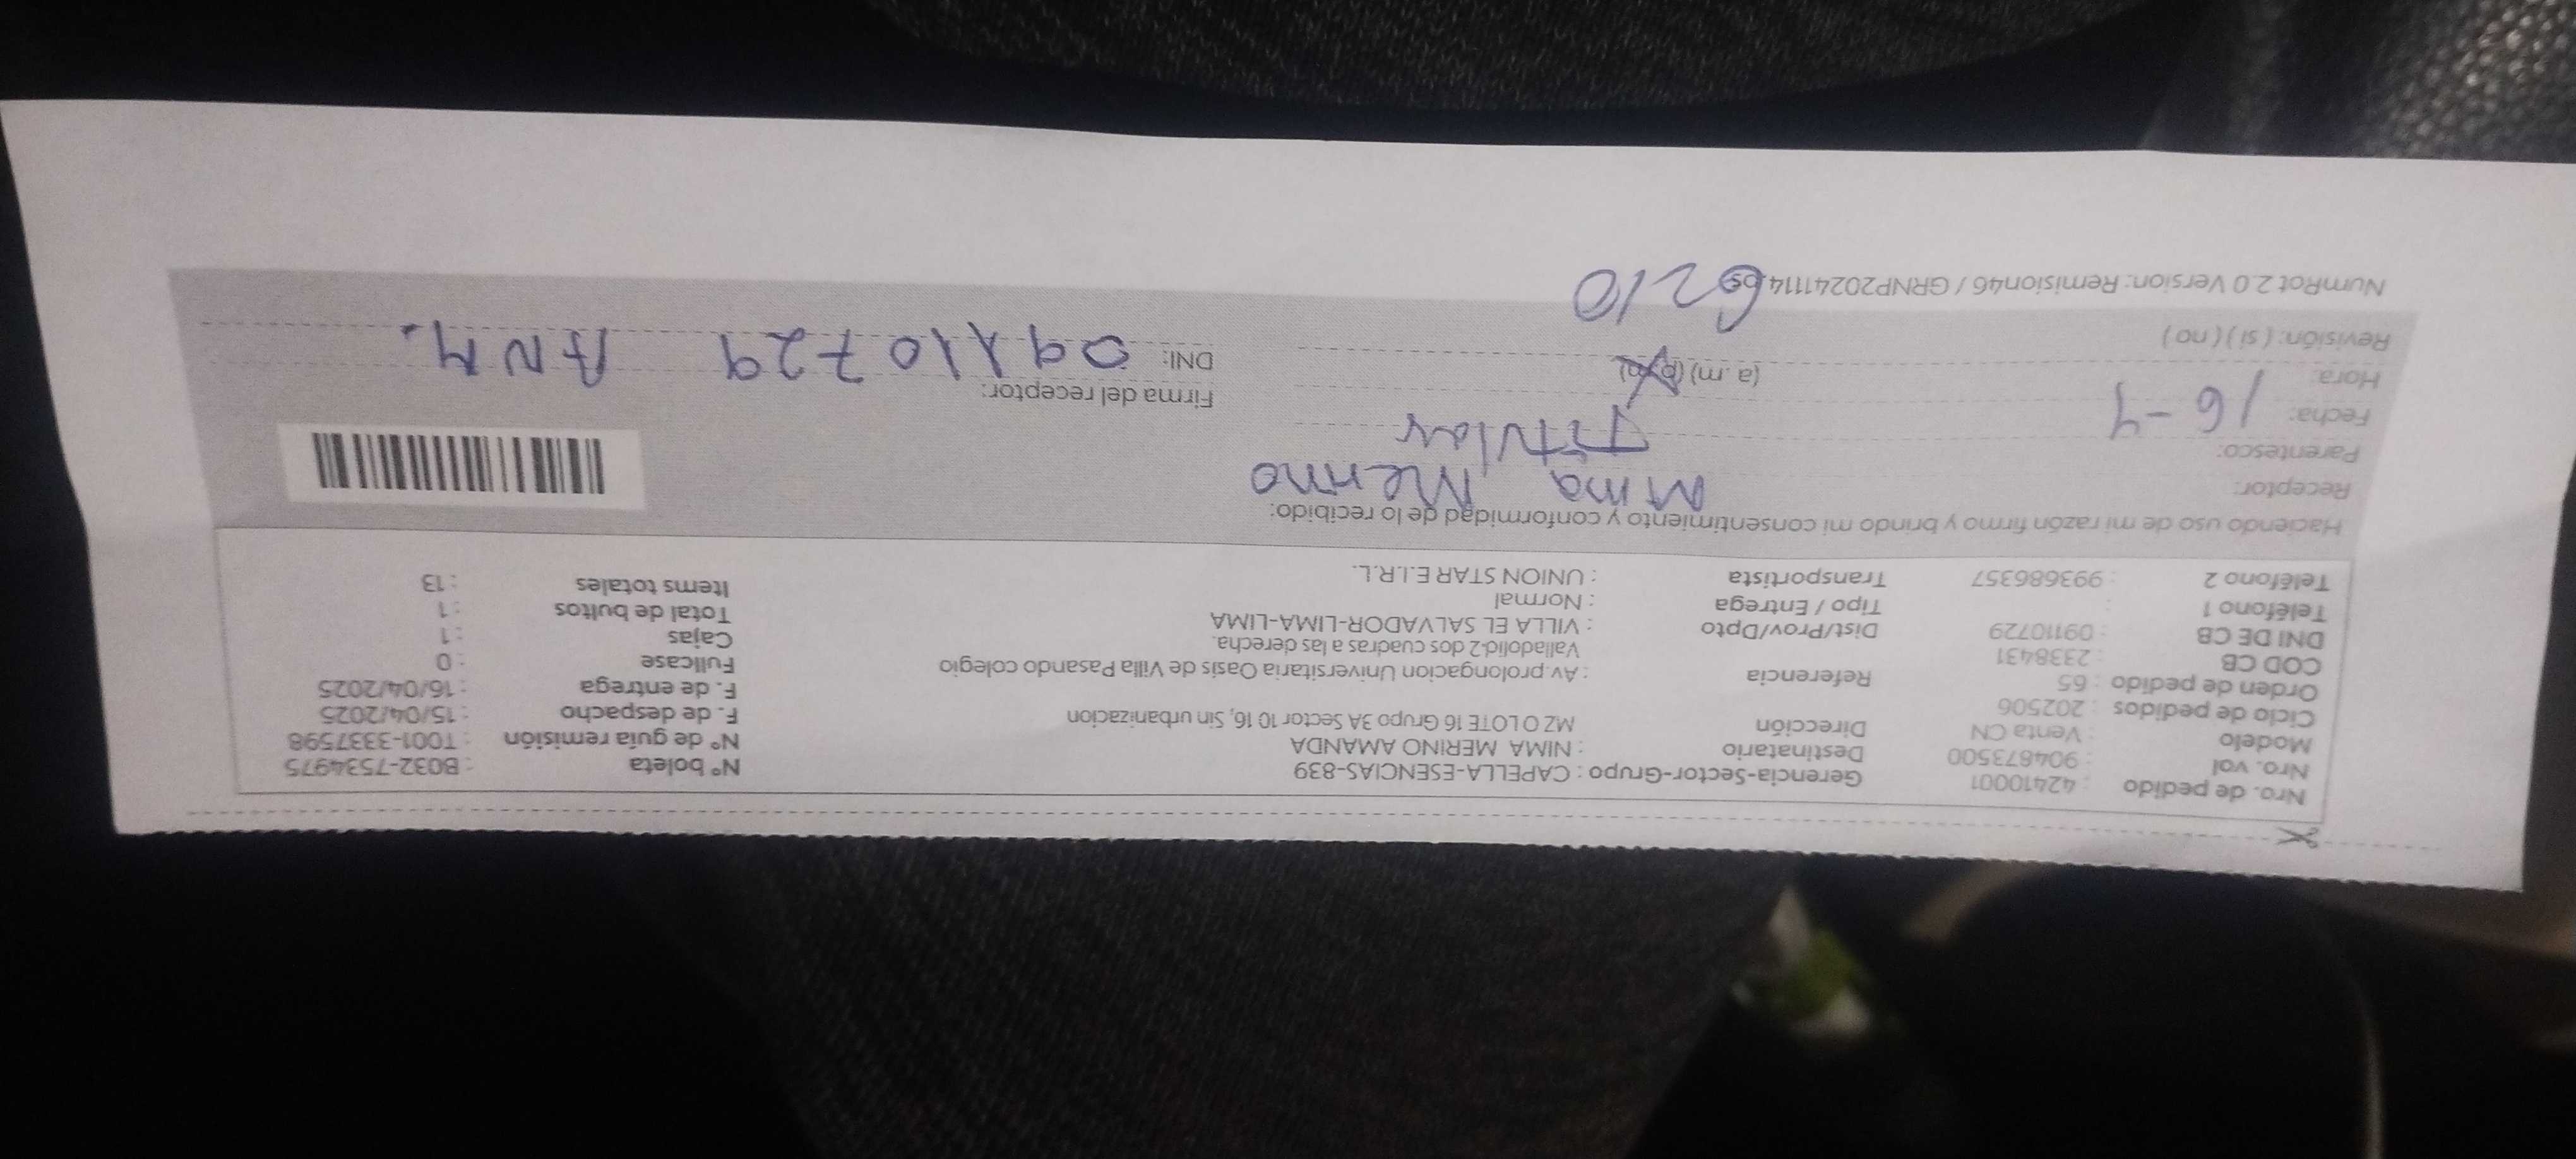 Nro. de pedido : 42410001
Nro. vol : 904873500
Modelo : Venta CN
Ciclo de pedidos : 202506
Orden de pedido : 65
COD CB : 2338431
DNI DE CB : 09110729
Teléfono 1 :
Teléfono 2 : 993686357
Gerencia-Sector-Grupo : CAPELLA-ESENCIAS-839
Destinatario : NIMA MERINO AMANDA
Dirección MZ O LOTE 16 Grupo 3A Sector 10 16, Sin urbanizacion
Referencia : Av. prolongacion Universitaria Oasis de Villa Pasando colegio
Valladolid-2 dos cuadras a las derecha.
Dist/Prov/Dpto : VILLA EL SALVADOR-LIMA-LIMA
Tipo / Entrega : Normal
Transportista : UNION STAR E.I.R.L.
Nº boleta : B032-7534975
Nº de guía remisión : T001-3337598
F. de despacho : 15/04/2025
F. de entrega : 16/04/2025
Fullcase : 0
Cajas : 1
Total de bultos : 1
Items totales : 13
Haciendo uso de mi razón firmo y brindo mi consentimiento y conformidad de lo recibido:
Receptor: Nima Merino
Parentesco: Titular
Fecha: 16-4
Hora: (a.m) (p.m)
Revisión: ( si ) ( no )
Firma del receptor:
DNI: 09110729 ANM.
NumRot 2.0 Version: Remision46 / GRNP20241114.bs
6210